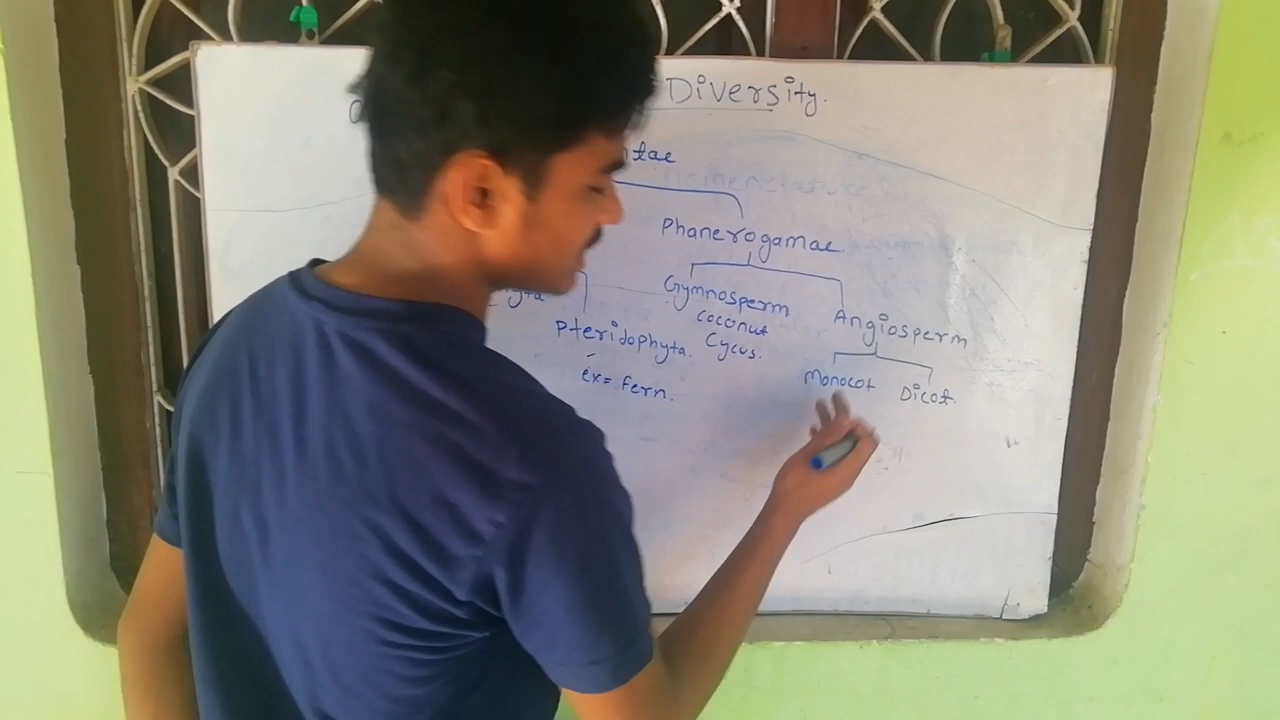 Diversity.
Phanerogamae
Gymnosperm
coconut
Cycus.
Angiosperm
Monocot
Dicot.
Pteridophyta.
ex= Fern.